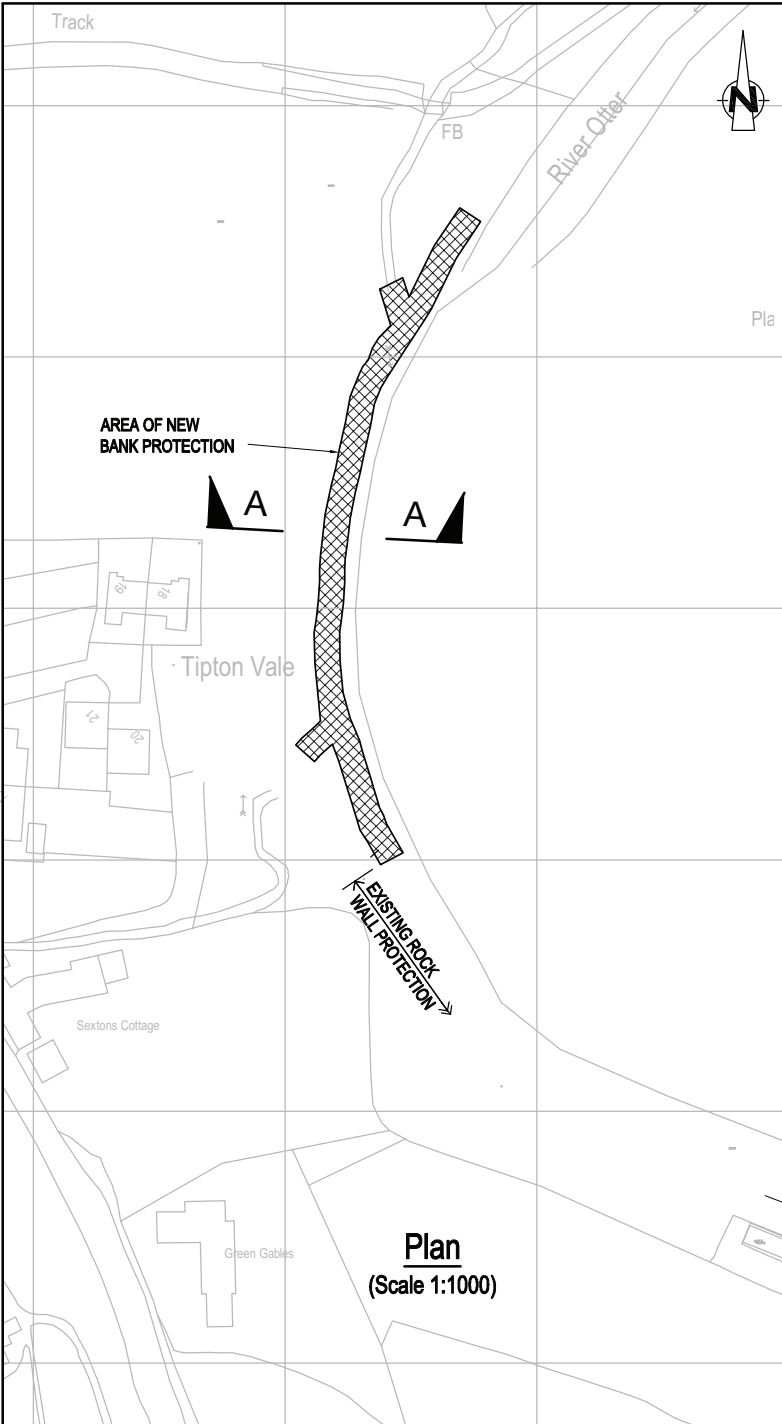 Track
N
FB
River Otter
Pla
AREA OF NEW
BANK PROTECTION
A
A
19
18
Tipton Vale
21
20
EXISTING ROCK
WALL PROTECTION
Sextons Cottage
Green Gables
Plan
(Scale 1:1000)